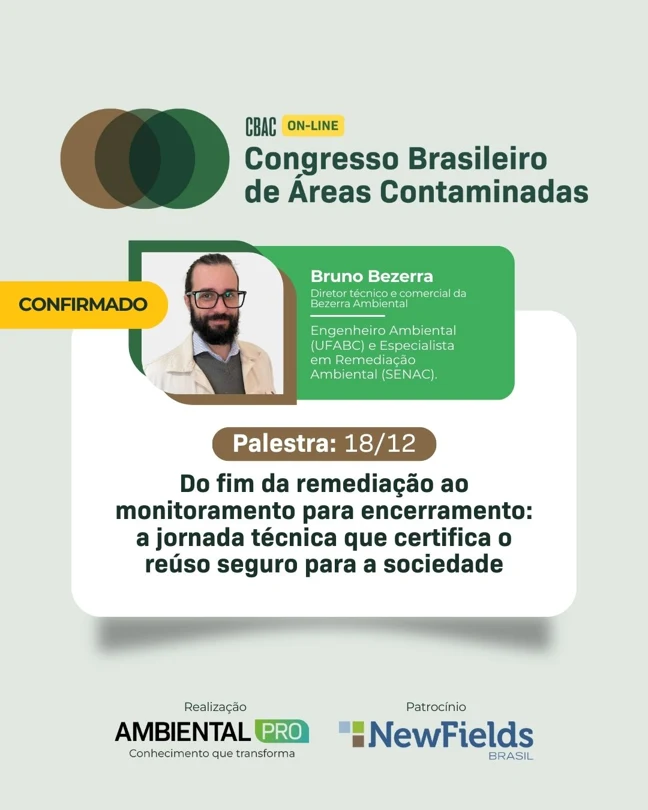 CBAC ON-LINE
Congresso Brasileiro
de Áreas Contaminadas
CONFIRMADO
Bruno Bezerra
Diretor técnico e comercial da
Bezerra Ambiental
Engenheiro Ambiental
(UFABC) e Especialista
em Remediação
Ambiental (SENAC).
Palestra: 18/12
Do fim da remediação ao
monitoramento para encerramento:
a jornada técnica que certifica o
reúso seguro para a sociedade
Realização
AMBIENTAL PRO
Conhecimento que transforma
Patrocínio
NewFields
BRASIL